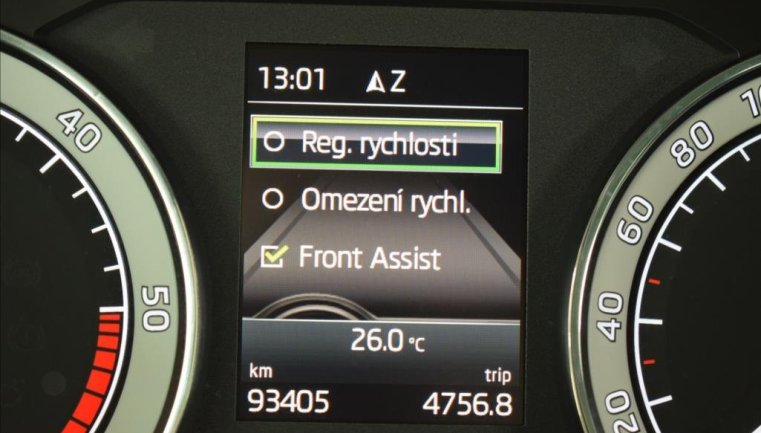 13:01 Z
Reg. rychlosti
Omezení rychl.
Front Assist
26.0 °C
km trip
93405 4756.8
40
50
80
60
40
20